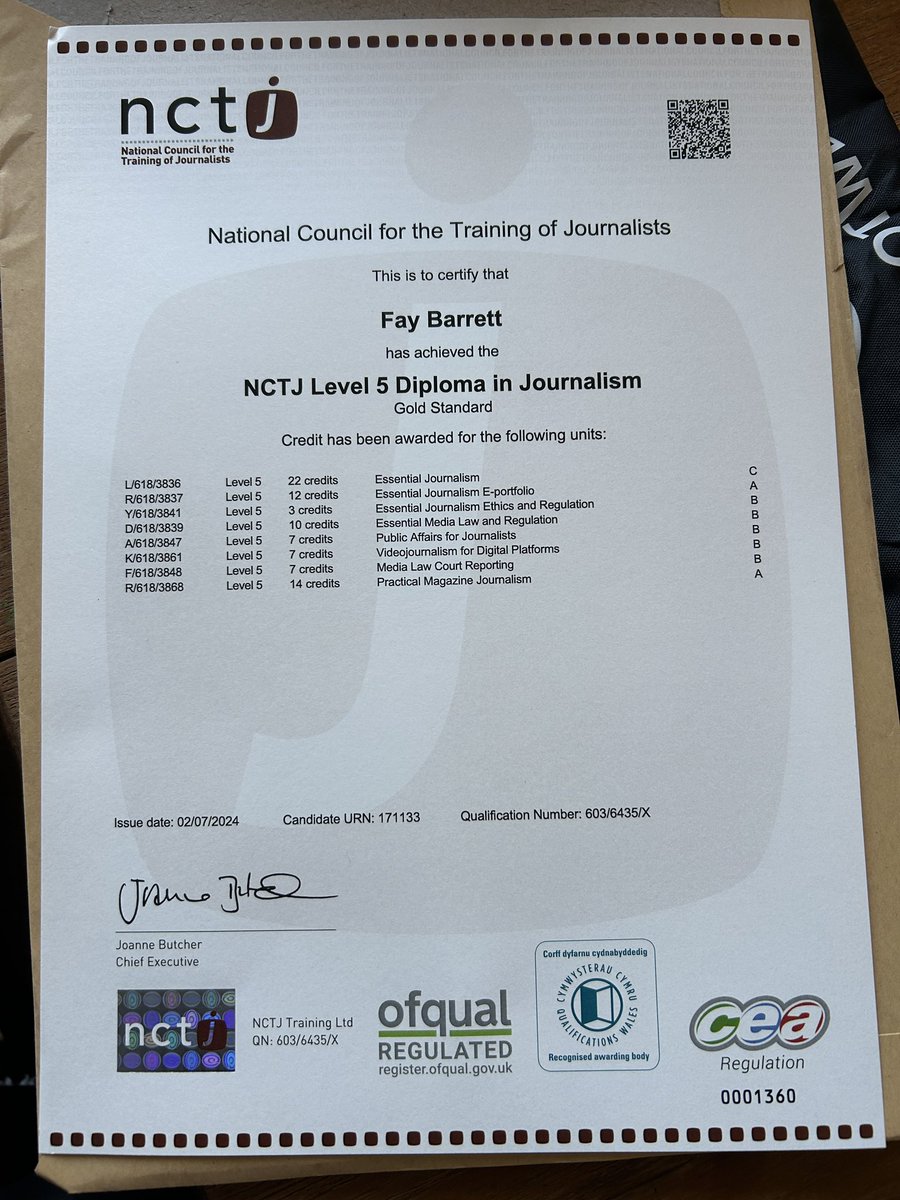 nctj
National Council for the
Training of Journalists
National Council for the Training of Journalists
This is to certify that
Fay Barrett
has achieved the
NCTJ Level 5 Diploma in Journalism
Gold Standard
Credit has been awarded for the following units:
L/618/3836 Level 5 22 credits Essential Journalism C
R/618/3837 Level 5 12 credits Essential Journalism E-portfolio A
Y/618/3841 Level 5 3 credits Essential Journalism Ethics and Regulation B
D/618/3839 Level 5 10 credits Essential Media Law and Regulation B
A/618/3847 Level 5 7 credits Public Affairs for Journalists B
K/618/3861 Level 5 7 credits Videojournalism for Digital Platforms B
F/618/3848 Level 5 7 credits Media Law Court Reporting B
R/618/3868 Level 5 14 credits Practical Magazine Journalism A
Issue date: 02/07/2024 Candidate URN: 171133 Qualification Number: 603/6435/X
Joanne Butcher
Joanne Butcher
Chief Executive
nctj
NCTJ Training Ltd
QN: 603/6435/X
ofqual
REGULATED
register.ofqual.gov.uk
Corff dyfarnu cydnabyddedig
CYMWYSTERAU CYMRU
QUALIFICATIONS WALES
Recognised awarding body
cea
Regulation
0001360